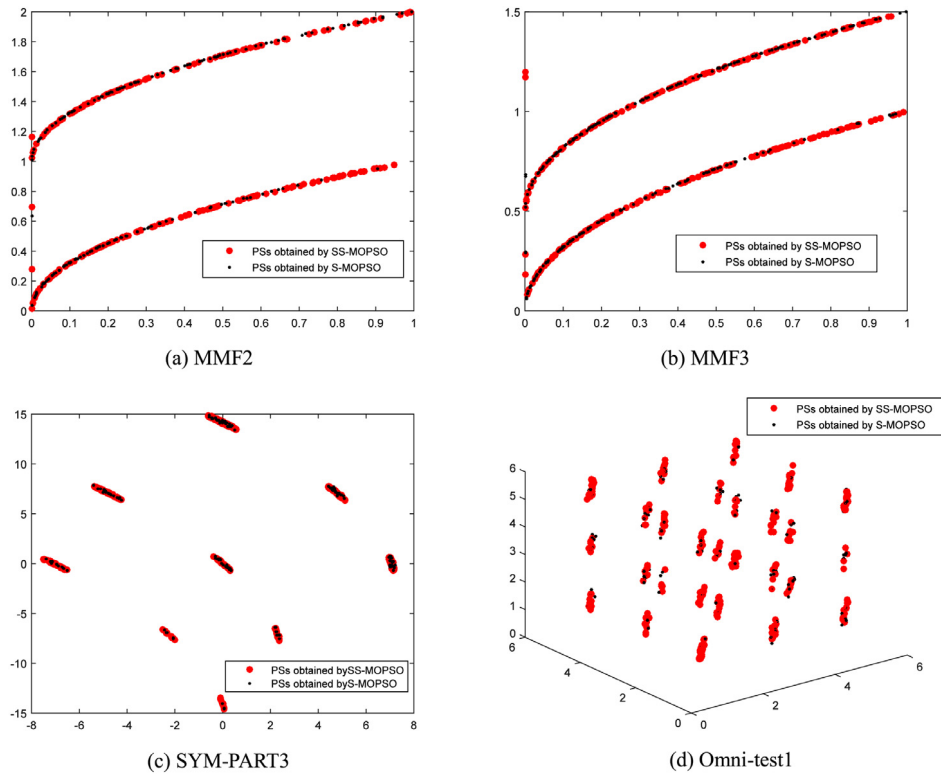 2
1.8
1.6
1.4
1.2
1
0.8
0.6
0.4
0.2
0
0 0.1 0.2 0.3 0.4 0.5 0.6 0.7 0.8 0.9 1
PSs obtained by SS-MOPSO
PSs obtained by S-MOPSO
(a) MMF2
1.5
1
0.5
0
0 0.1 0.2 0.3 0.4 0.5 0.6 0.7 0.8 0.9 1
PSs obtained by SS-MOPSO
PSs obtained by S-MOPSO
(b) MMF3
15
10
5
0
-5
-10
-15
-8 -6 -4 -2 0 2 4 6 8
PSs obtained bySS-MOPSO
PSs obtained byS-MOPSO
(c) SYM-PART3
PSs obtained by SS-MOPSO
PSs obtained by S-MOPSO
6
5
4
3
2
1
0
6
4
2
0
0
2
4
6
(d) Omni-test1